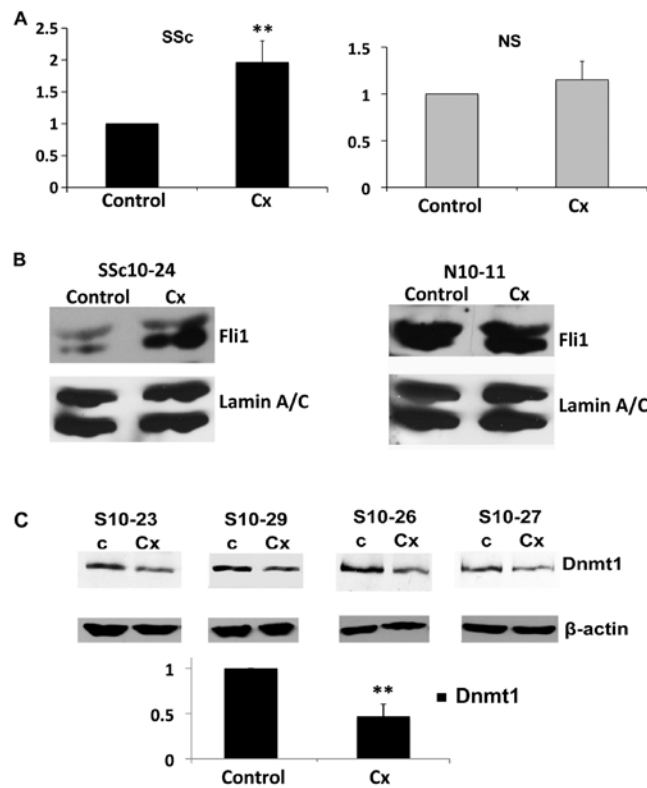 A
SSc
**
2.5
2
1.5
1
0.5
0
Control Cx
NS
1.5
1
0.5
0
Control Cx
B
SSc10-24
Control Cx
Fli1
Lamin A/C
N10-11
Control Cx
Fli1
Lamin A/C
C
S10-23 S10-29 S10-26 S10-27
c Cx c Cx c Cx c Cx
Dnmt1
β-actin
1
0.5
0
**
Dnmt1
Control Cx